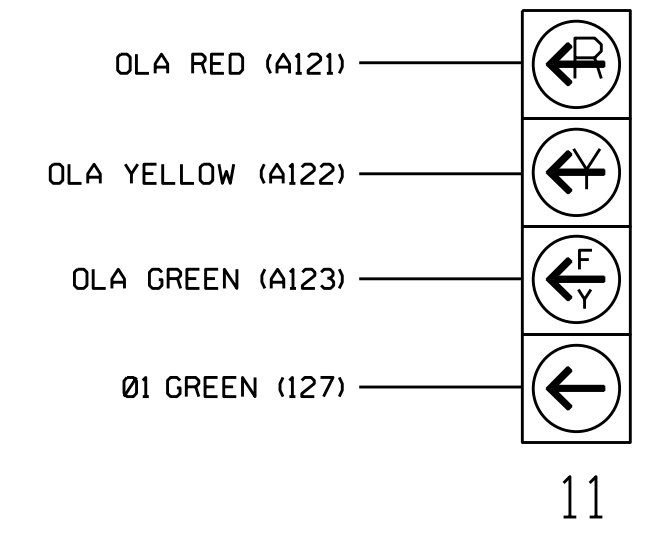 OLA RED (A121)
R
OLA YELLOW (A122)
Y
OLA GREEN (A123)
F
Y
Ø1 GREEN (127)
11